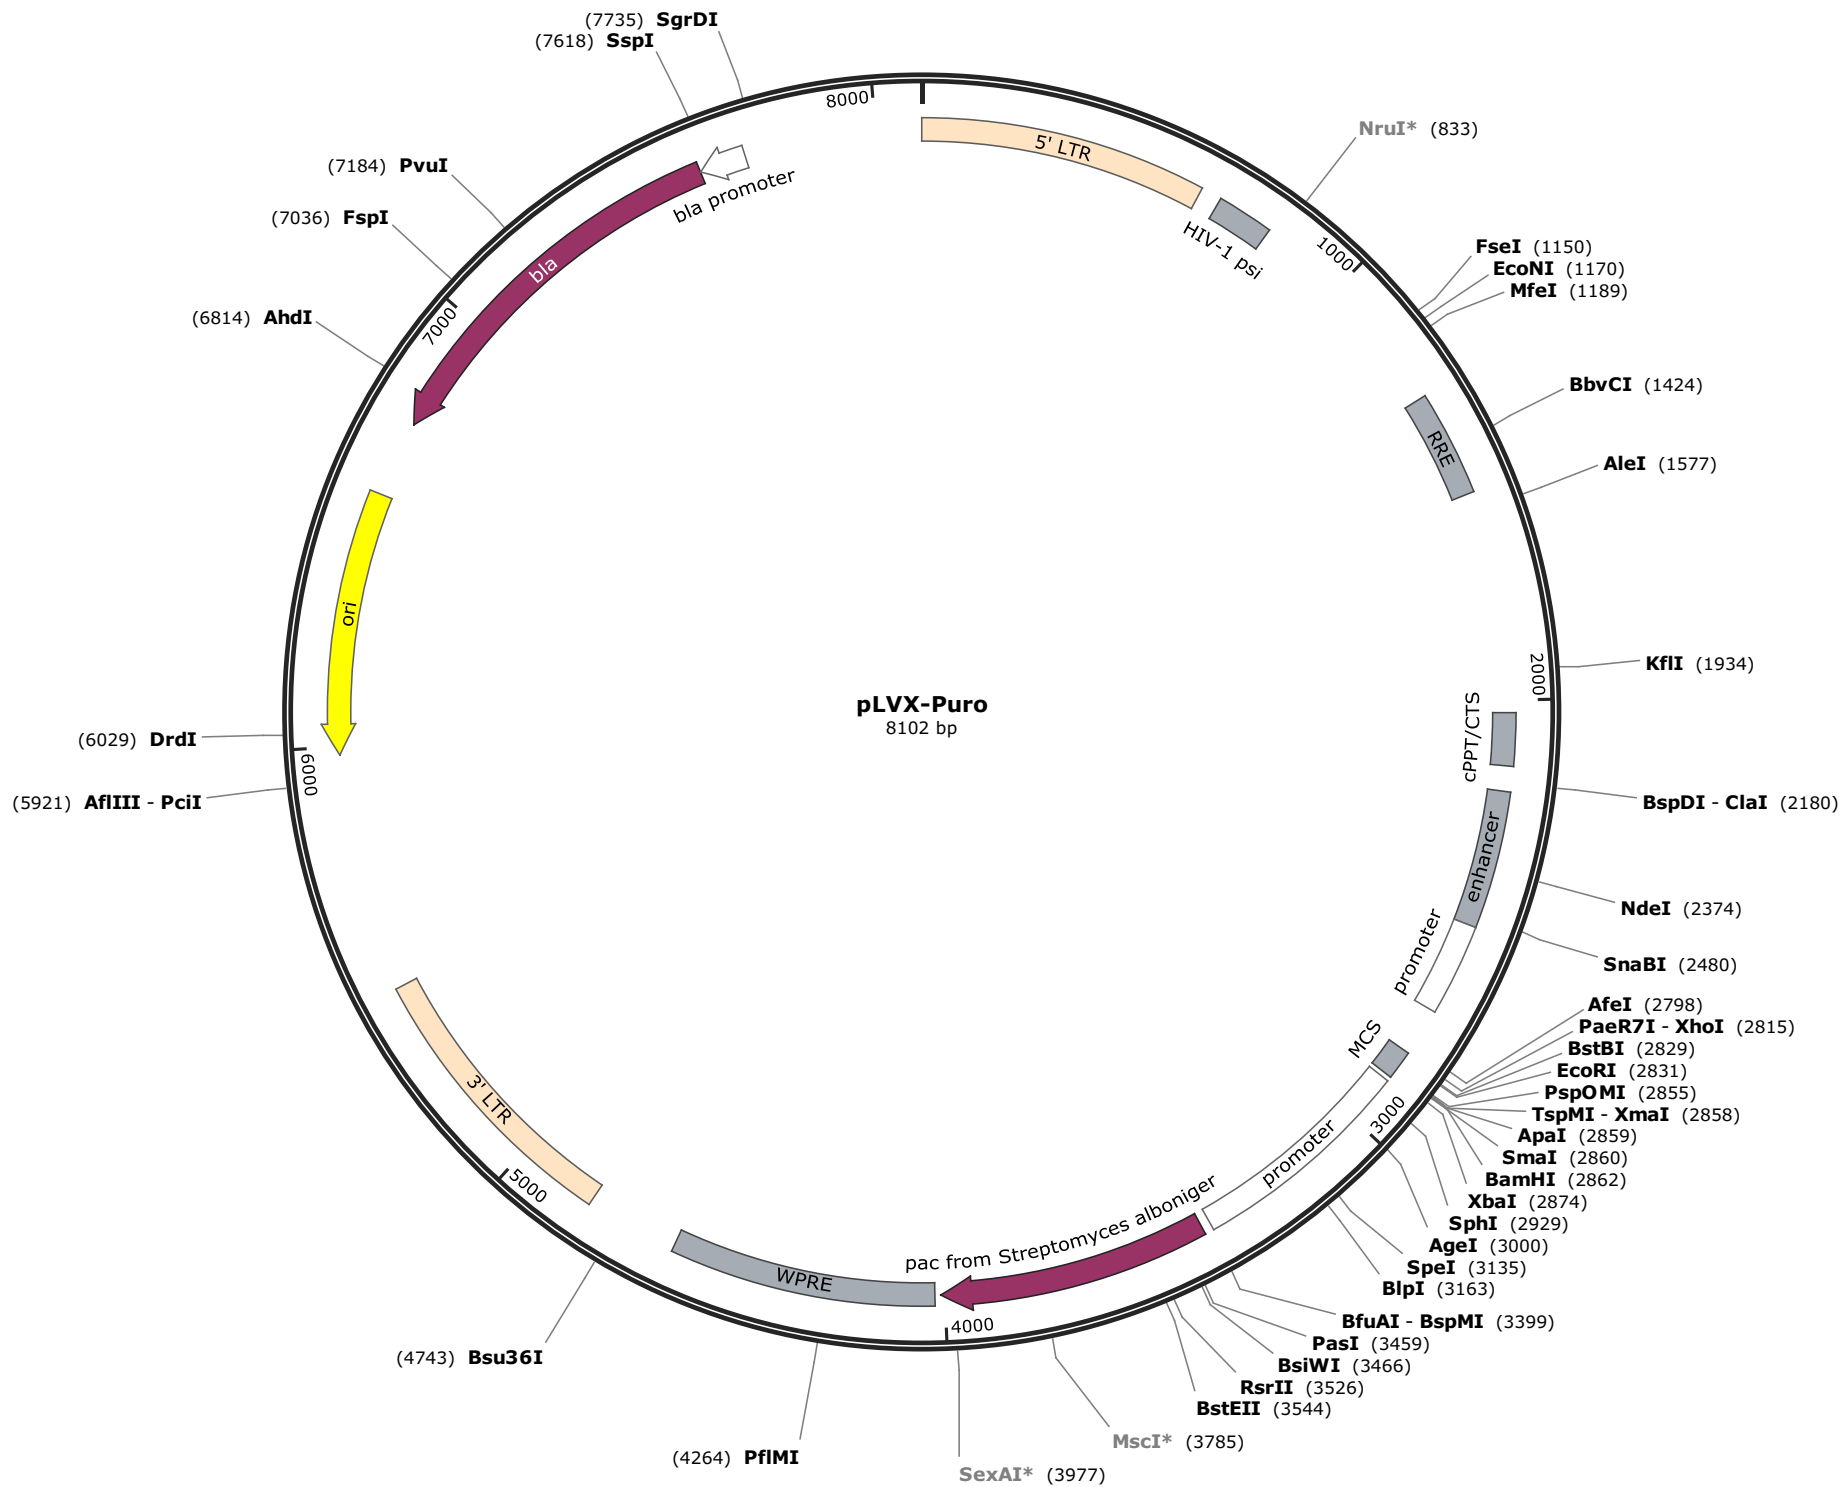 (7735) SgrDI
(7618) SspI
8000
5' LTR
NruI* (833)
bla promoter
(7184) PvuI
(7036) FspI
HIV-1 psi
1000
FseI (1150)
EcoNI (1170)
MfeI (1189)
bla
7000
(6814) AhdI
BbvCI (1424)
RRE
AleI (1577)
ori
2000
KflI (1934)
pLVX-Puro
8102 bp
cPPT/CTS
(6029) DrdI
6000
(5921) AflIII - PciI
BspDI - ClaI (2180)
enhancer
NdeI (2374)
promoter
SnaBI (2480)
AfeI (2798)
PaeR7I - XhoI (2815)
MCS
BstBI (2829)
EcoRI (2831)
PspOMI (2855)
TspMI - XmaI (2858)
3' LTR
3000
ApaI (2859)
promoter
SmaI (2860)
BamHI (2862)
5000
XbaI (2874)
SphI (2929)
pac from Streptomyces alboniger
AgeI (3000)
SpeI (3135)
WPRE
BlpI (3163)
BfuAI - BspMI (3399)
4000
PasI (3459)
(4743) Bsu36I
BsiWI (3466)
RsrII (3526)
BstEII (3544)
MscI* (3785)
(4264) PflMI
SexAI* (3977)